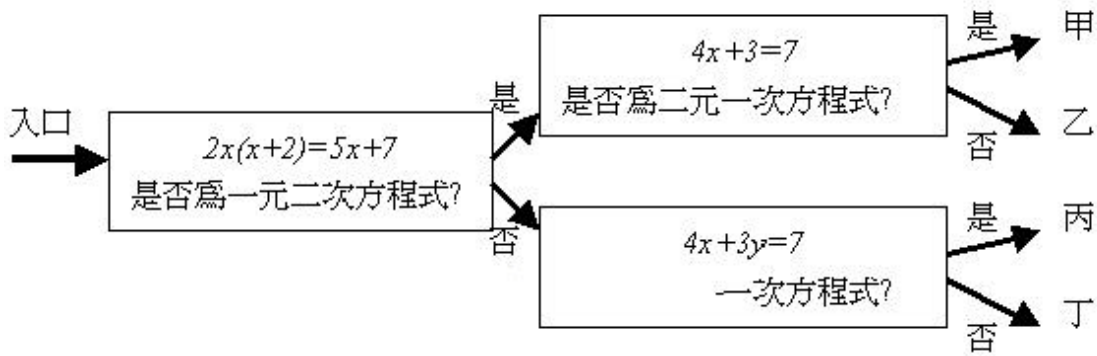 入口
2x(x+2)=5x+7
是否爲一元二次方程式?
是
否
4x+3=7
是否爲二元一次方程式?
是
甲
否
乙
4x+3y=7
一次方程式?
是
丙
否
丁